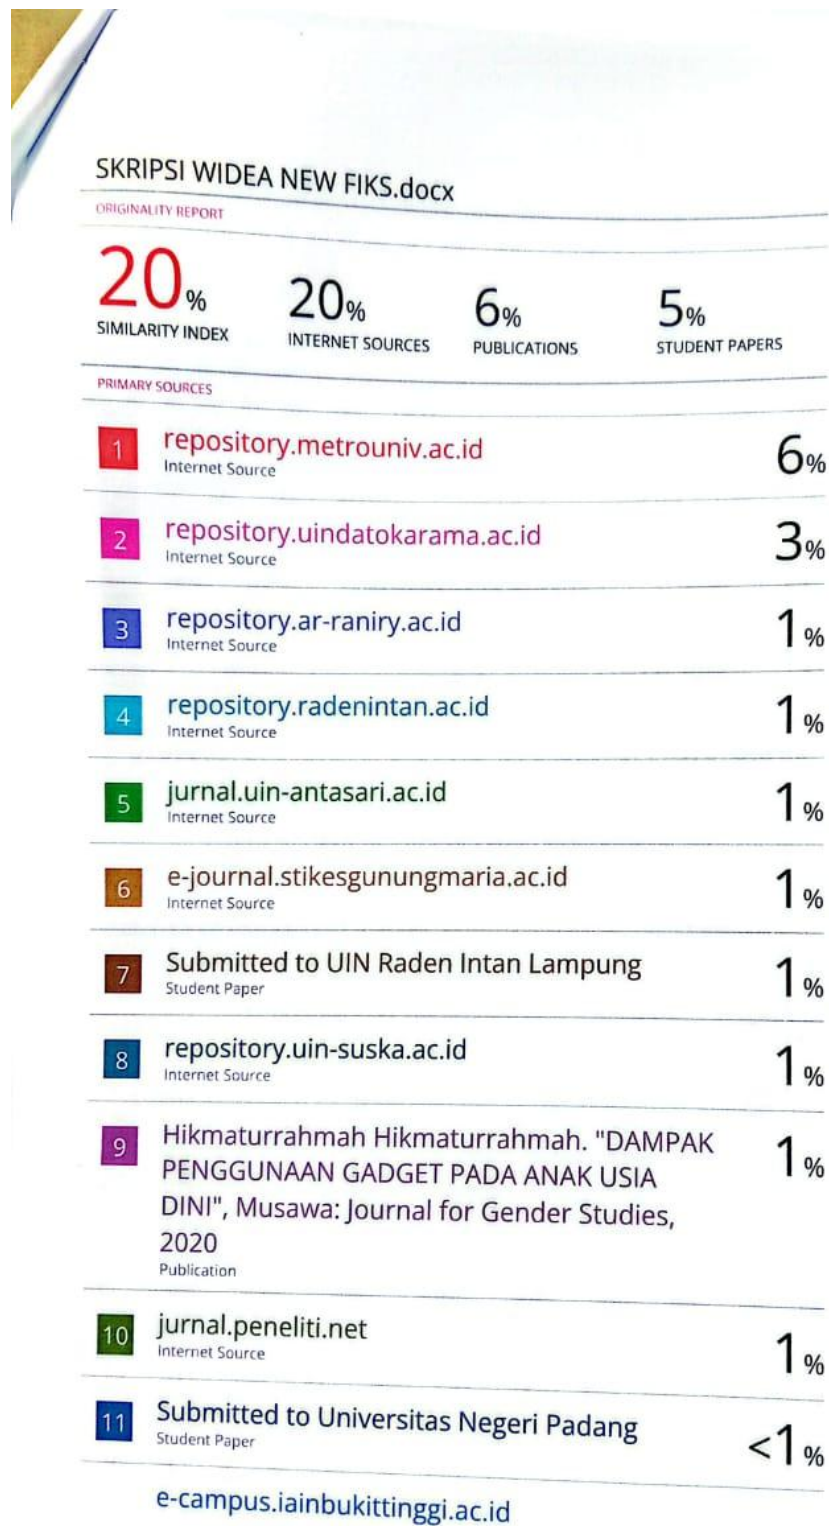 SKRIPSI WIDEA NEW FIKS.docx
ORIGINALITY REPORT
20%
SIMILARITY INDEX
20%
INTERNET SOURCES
6%
PUBLICATIONS
5%
STUDENT PAPERS
PRIMARY SOURCES
1 repository.metrouniv.ac.id 6%
Internet Source
2 repository.uindatokarama.ac.id 3%
Internet Source
3 repository.ar-raniry.ac.id 1%
Internet Source
4 repository.radenintan.ac.id 1%
Internet Source
5 jurnal.uin-antasari.ac.id 1%
Internet Source
6 e-journal.stikesgunungmaria.ac.id 1%
Internet Source
7 Submitted to UIN Raden Intan Lampung 1%
Student Paper
8 repository.uin-suska.ac.id 1%
Internet Source
9 Hikmaturrahmah Hikmaturrahmah. "DAMPAK 1%
PENGGUNAAN GADGET PADA ANAK USIA
DINI", Musawa: Journal for Gender Studies,
2020
Publication
10 jurnal.peneliti.net 1%
Internet Source
11 Submitted to Universitas Negeri Padang <1%
Student Paper
e-campus.iainbukittinggi.ac.id